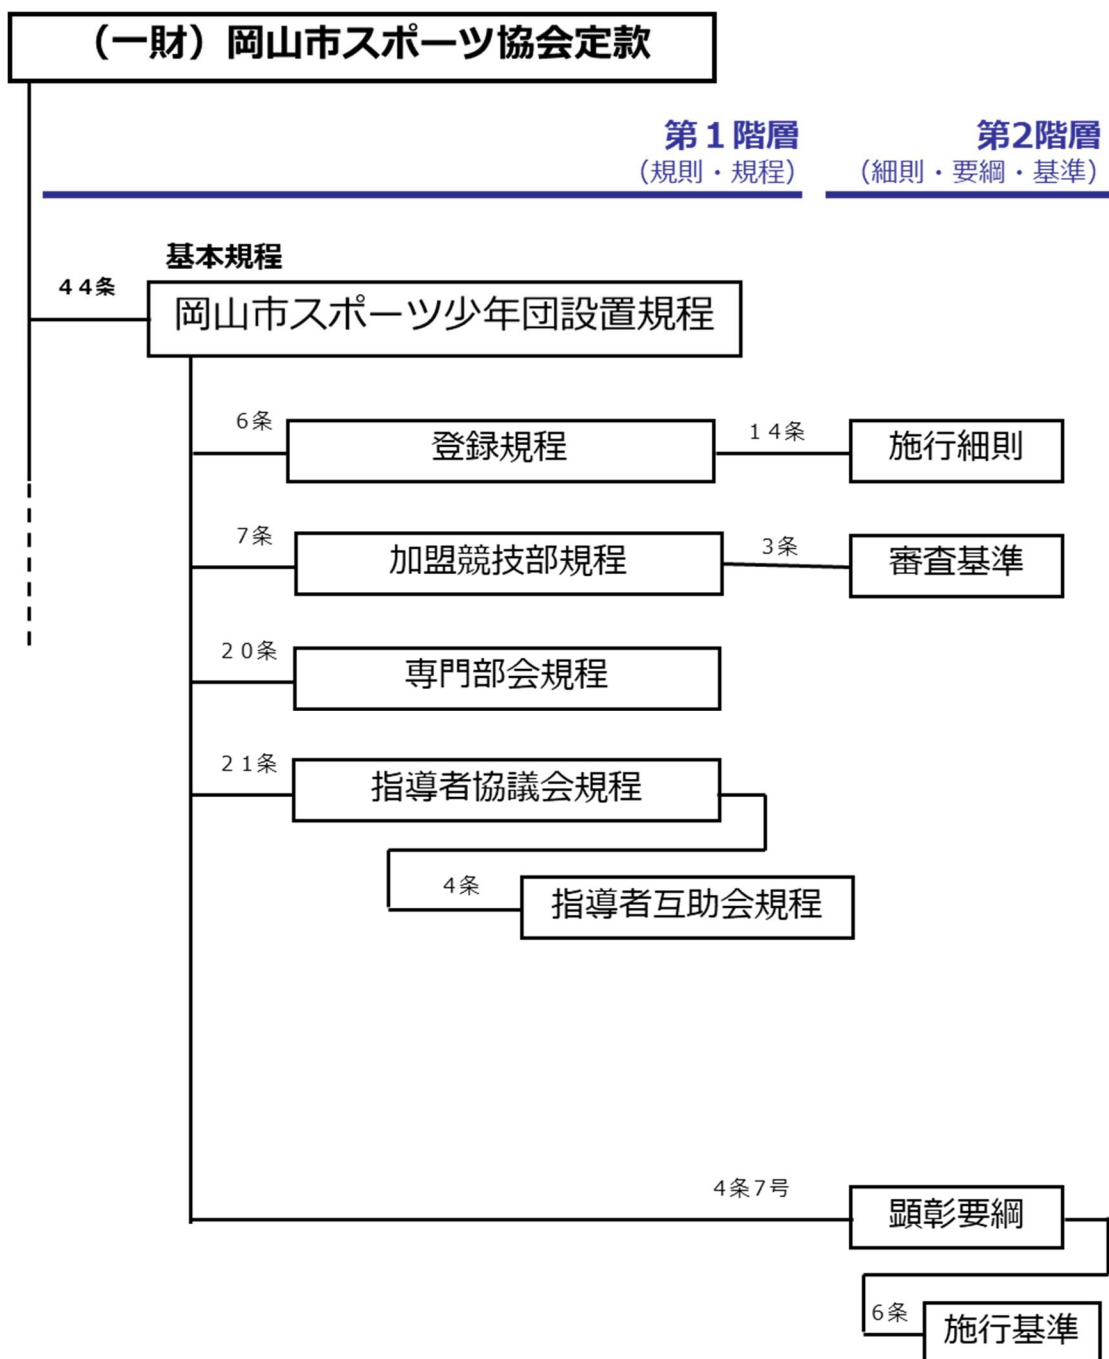 （一財）岡山市スポーツ協会定款
第１階層
（規則・規程）
第2階層
（細則・要綱・基準）
基本規程
４４条
岡山市スポーツ少年団設置規程
６条
登録規程
１４条
施行細則
７条
加盟競技部規程
３条
審査基準
２０条
専門部会規程
２１条
指導者協議会規程
４条
指導者互助会規程
４条７号
顕彰要綱
６条
施行基準